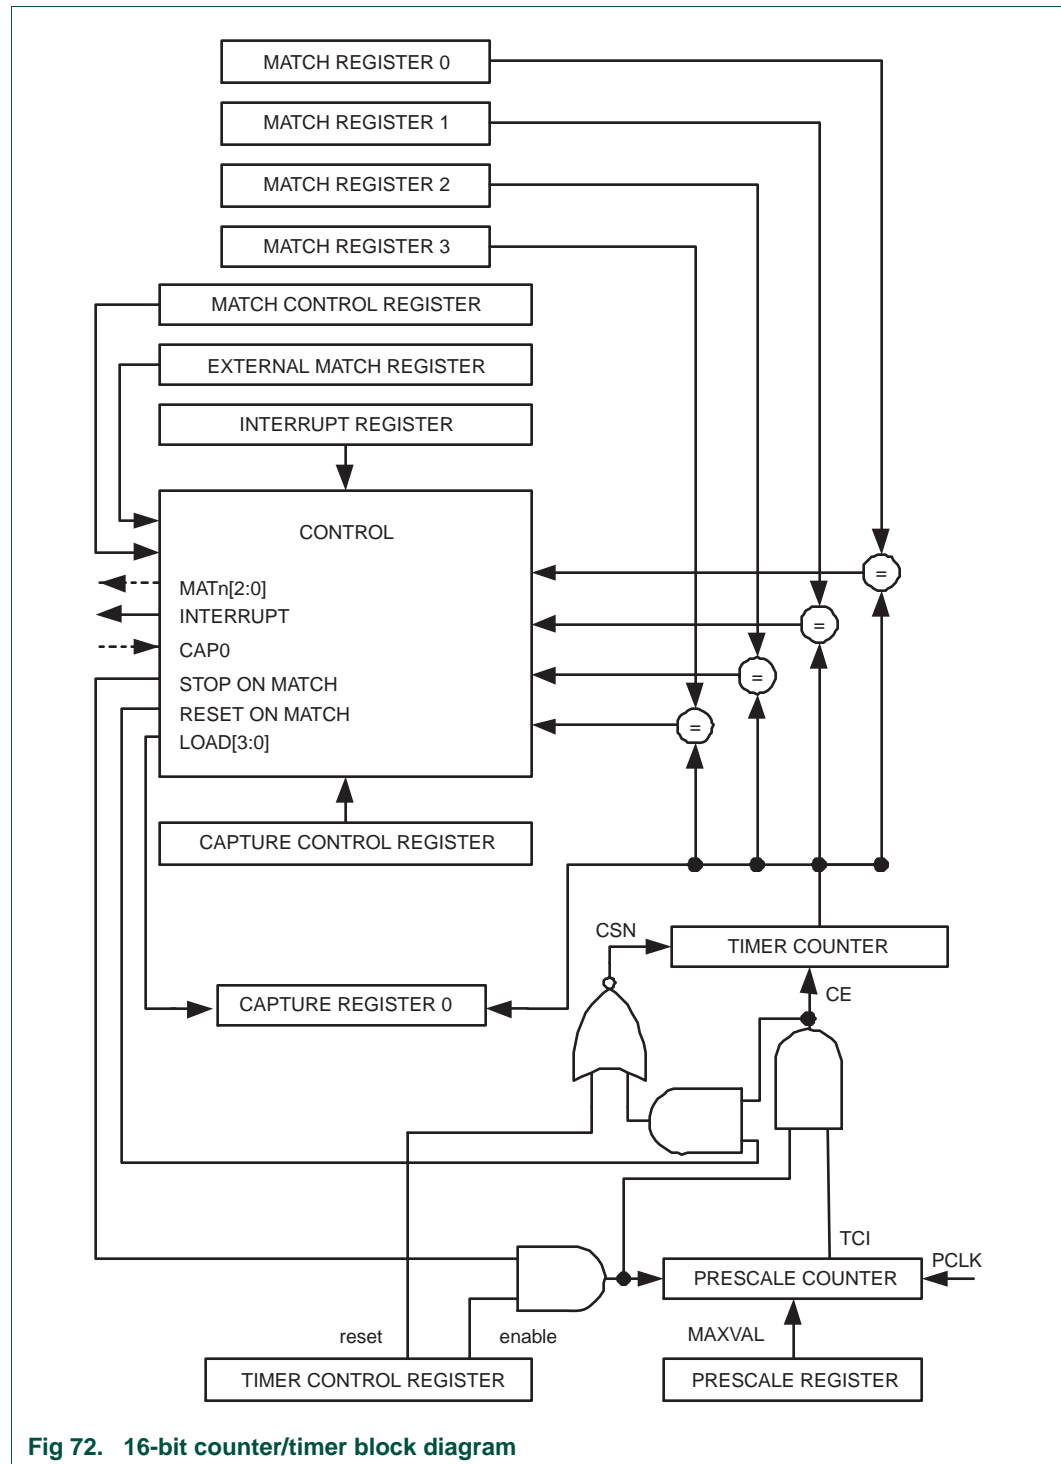 MATCH REGISTER 0
MATCH REGISTER 1
MATCH REGISTER 2
MATCH REGISTER 3
MATCH CONTROL REGISTER
EXTERNAL MATCH REGISTER
INTERRUPT REGISTER
CONTROL
=
=
=
=
MATn[2:0]
INTERRUPT
CAP0
STOP ON MATCH
RESET ON MATCH
LOAD[3:0]
CAPTURE CONTROL REGISTER
CSN
TIMER COUNTER
CE
CAPTURE REGISTER 0
TCI
PCLK
PRESCALE COUNTER
reset
enable
MAXVAL
TIMER CONTROL REGISTER
PRESCALE REGISTER
Fig 72. 16-bit counter/timer block diagram